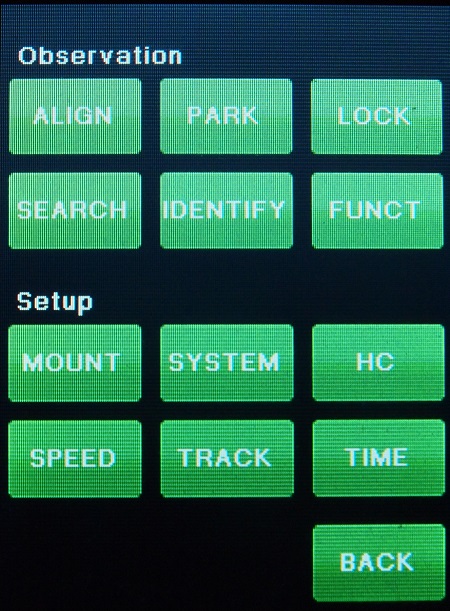 Observation
ALIGN PARK LOCK
SEARCH IDENTIFY FUNCT
Setup
MOUNT SYSTEM HC
SPEED TRACK TIME
BACK